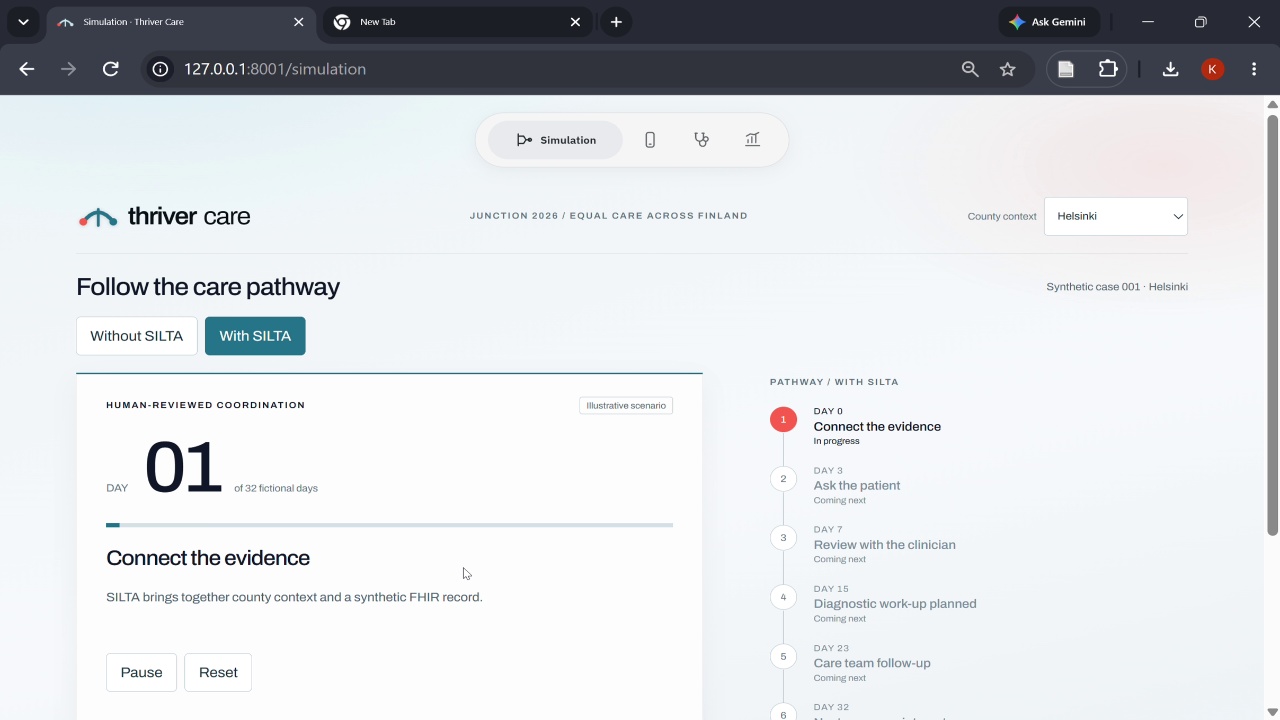 Simulation · Thriver Care
New Tab
Ask Gemini
127.0.0.1:8001/simulation
K
Simulation
thriver care
JUNCTION 2026 / EQUAL CARE ACROSS FINLAND
County context
Helsinki
Follow the care pathway
Synthetic case 001 · Helsinki
Without SILTA
With SILTA
HUMAN-REVIEWED COORDINATION
Illustrative scenario
DAY 01 of 32 fictional days
Connect the evidence
SILTA brings together county context and a synthetic FHIR record.
Pause
Reset
PATHWAY / WITH SILTA
1
DAY 0
Connect the evidence
In progress
2
DAY 3
Ask the patient
Coming next
3
DAY 7
Review with the clinician
Coming next
4
DAY 15
Diagnostic work-up planned
Coming next
5
DAY 23
Care team follow-up
Coming next
6
DAY 32